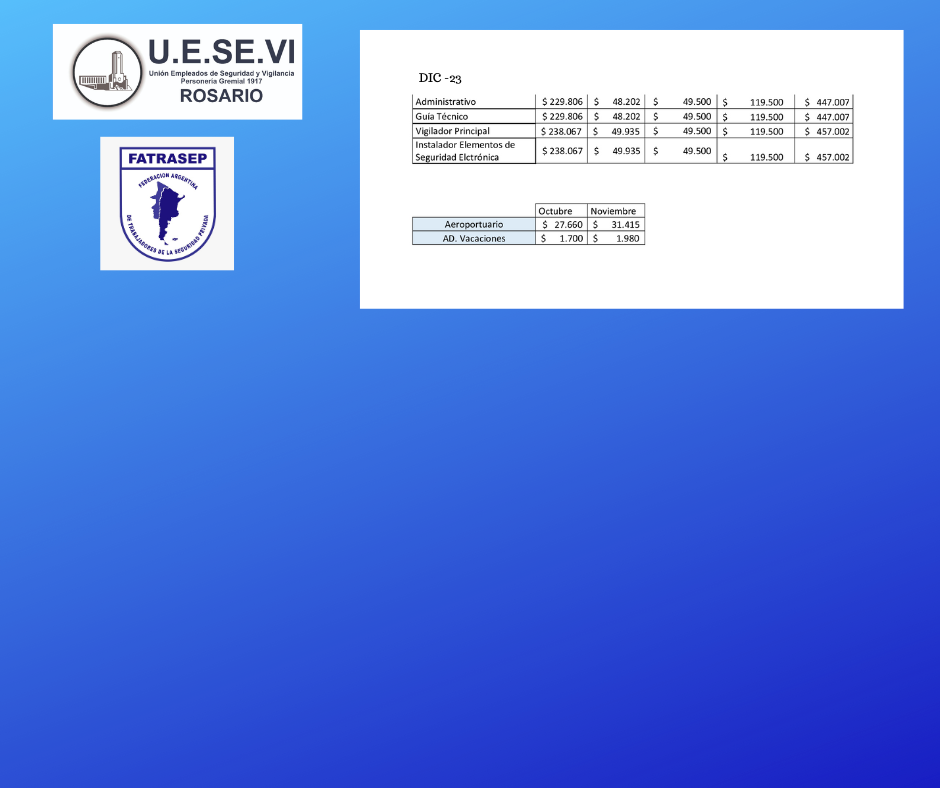 U.E.SE.VI
Unión Empleados de Seguridad y Vigilancia
Personería Gremial 1917
ROSARIO
FATRASEP
FEDERACION ARGENTINA
DE TRABAJADORES DE LA SEGURIDAD PRIVADA
DIC -23
Administrativo $ 229.806 $ 48.202 $ 49.500 $ 119.500 $ 447.007
Guía Técnico $ 229.806 $ 48.202 $ 49.500 $ 119.500 $ 447.007
Vigilador Principal $ 238.067 $ 49.935 $ 49.500 $ 119.500 $ 457.002
Instalador Elementos de
Seguridad Elctrónica $ 238.067 $ 49.935 $ 49.500 $ 119.500 $ 457.002
Octubre Noviembre
Aeroportuario $ 27.660 $ 31.415
AD. Vacaciones $ 1.700 $ 1.980